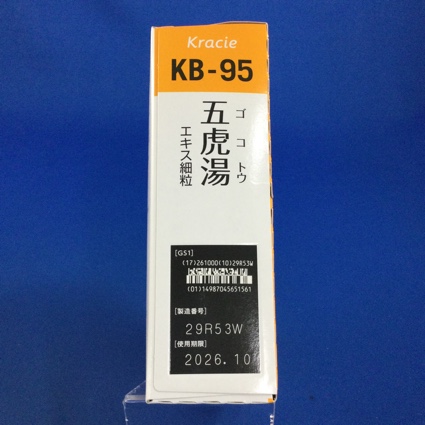 Kracie
KB-95
五虎湯
ゴコトウ
エキス細粒
[GS1]
(17)261000(10)29R53W
(01)14987045651561
[製造番号]
29R53W
[使用期限]
2026.10